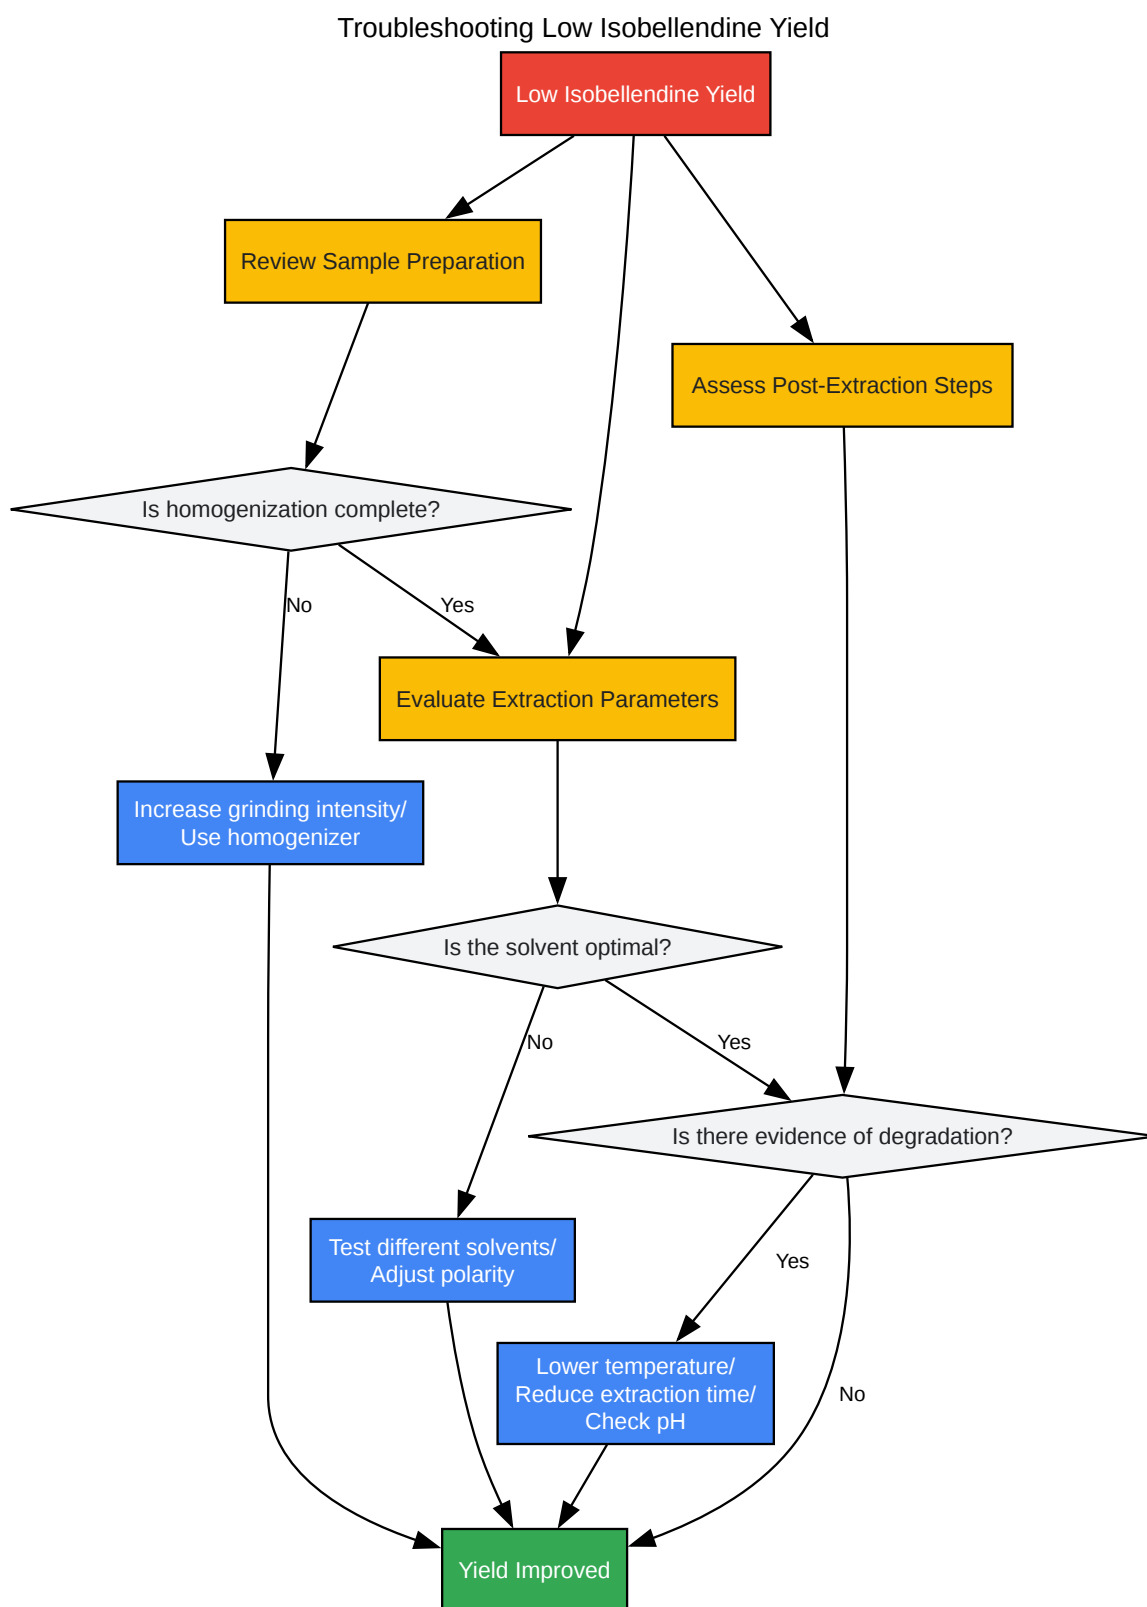 Troubleshooting Low Isobellendine Yield
Low Isobellendine Yield
Review Sample Preparation
Assess Post-Extraction Steps
Is homogenization complete?
No
Yes
Evaluate Extraction Parameters
Increase grinding intensity/
Use homogenizer
Is the solvent optimal?
No
Yes
Is there evidence of degradation?
Test different solvents/
Adjust polarity
Yes
Lower temperature/
Reduce extraction time/
Check pH
No
Yield Improved